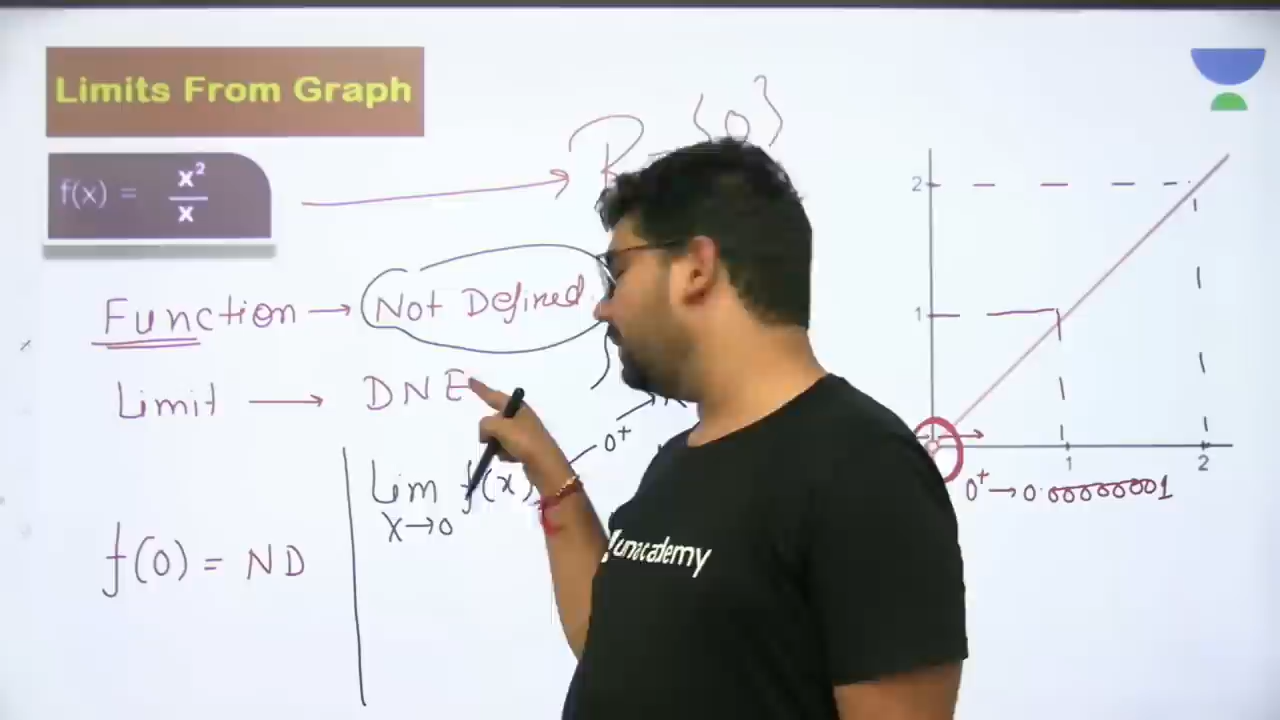 Limits From Graph
f(x) = x²/x
R - {0}
Function → Not Defined
Limit → DNE
0⁺
Lim f(x)
x→0
f(0) = ND
2
1
1 2
0⁺→0.00000001
unacademy